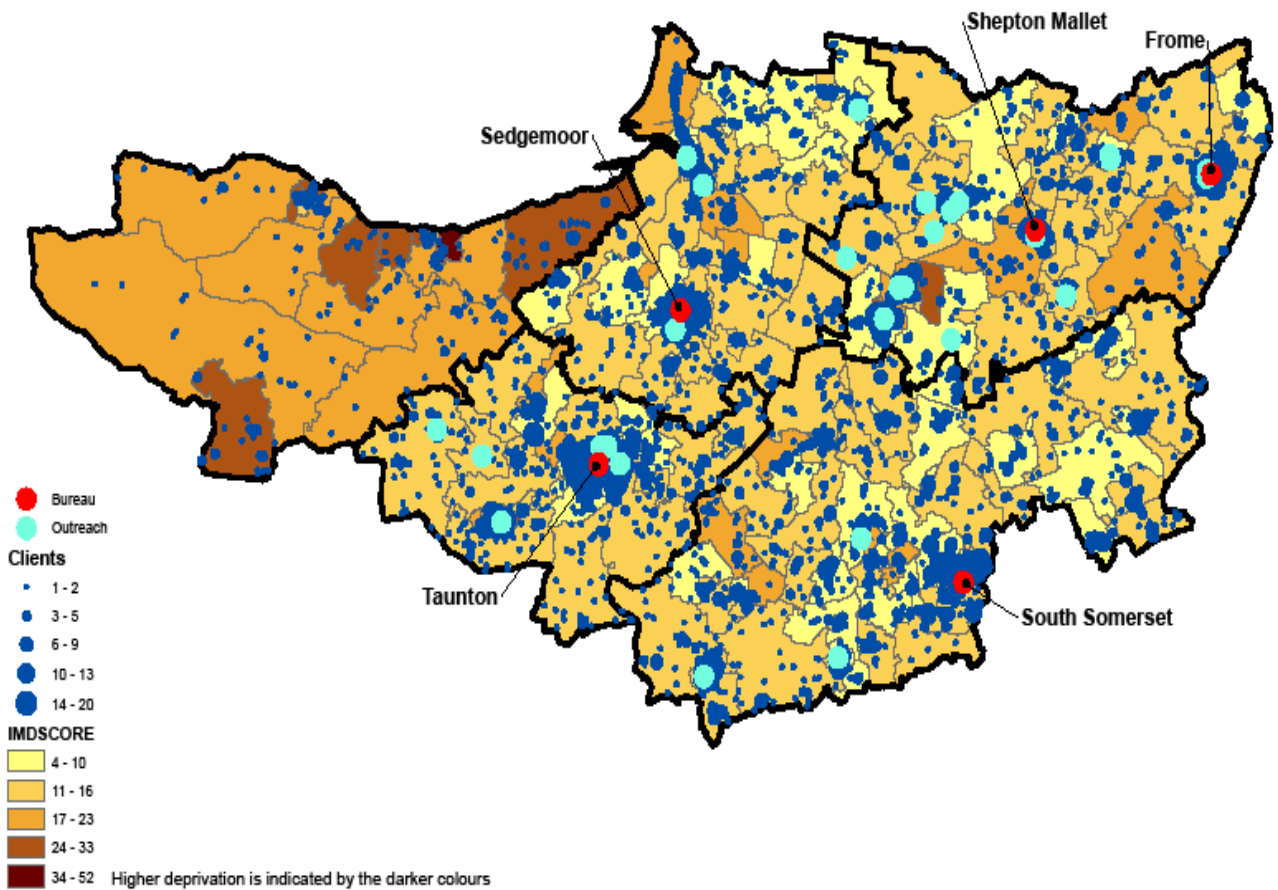 Shepton Mallet
Frome
Sedgemoor
Taunton
South Somerset
Bureau
Outreach
Clients
1 - 2
3 - 5
6 - 9
10 - 13
14 - 20
IMDSCORE
4 - 10
11 - 16
17 - 23
24 - 33
34 - 52 Higher deprivation is indicated by the darker colours